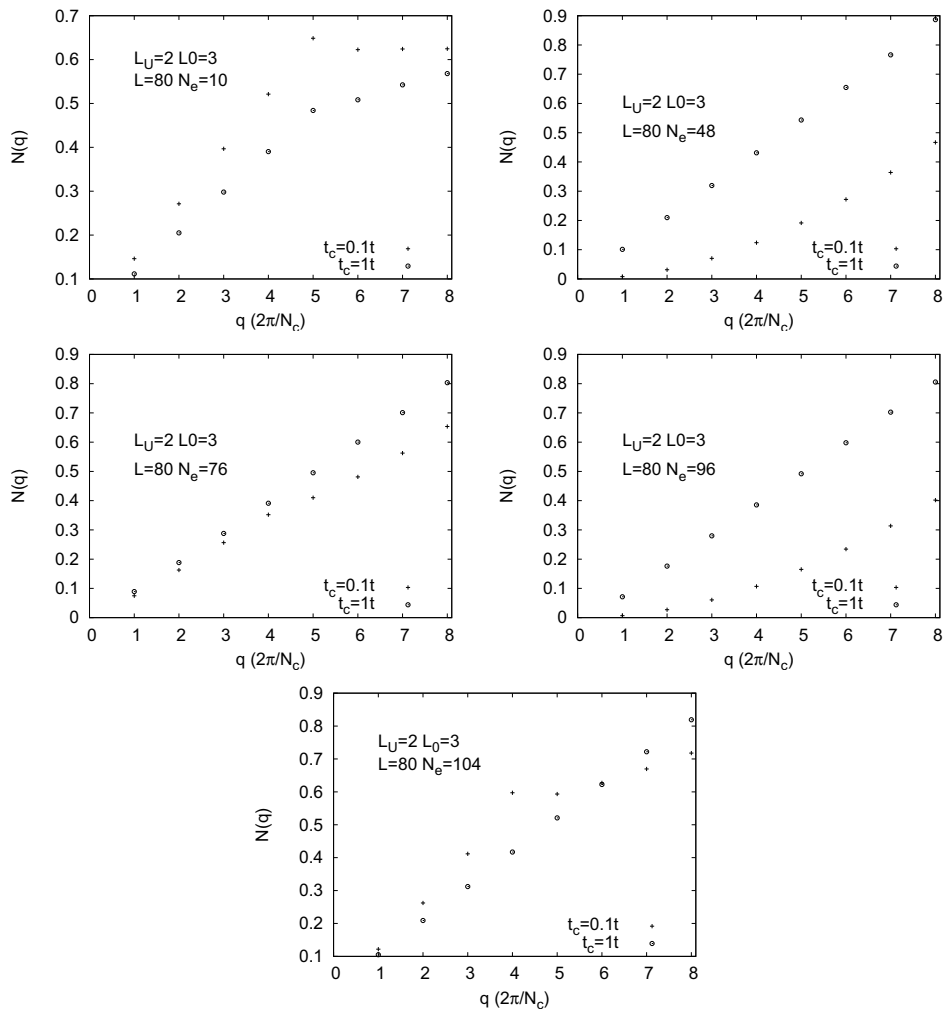 0.7
0.6
0.5
0.4
0.3
0.2
0.1
N(q)
L_U=2 L0=3
L=80 N_e=10
t_c=0.1t
t_c=1t
0 1 2 3 4 5 6 7 8
q (2π/N_c)
1
0.9
0.8
0.7
0.6
0.5
0.4
0.3
0.2
0.1
0
N(q)
L_U=2 L0=3
L=80 N_e=48
t_c=0.1t
t_c=1t
0 1 2 3 4 5 6 7 8
q (2π/N_c)
0.9
0.8
0.7
0.6
0.5
0.4
0.3
0.2
0.1
0
N(q)
L_U=2 L0=3
L=80 N_e=76
t_c=0.1t
t_c=1t
0 1 2 3 4 5 6 7 8
q (2π/N_c)
0.9
0.8
0.7
0.6
0.5
0.4
0.3
0.2
0.1
0
N(q)
L_U=2 L0=3
L=80 N_e=96
t_c=0.1t
t_c=1t
0 1 2 3 4 5 6 7 8
q (2π/N_c)
0.9
0.8
0.7
0.6
0.5
0.4
0.3
0.2
0.1
N(q)
L_U=2 L_0=3
L=80 N_e=104
t_c=0.1t
t_c=1t
0 1 2 3 4 5 6 7 8
q (2π/N_c)